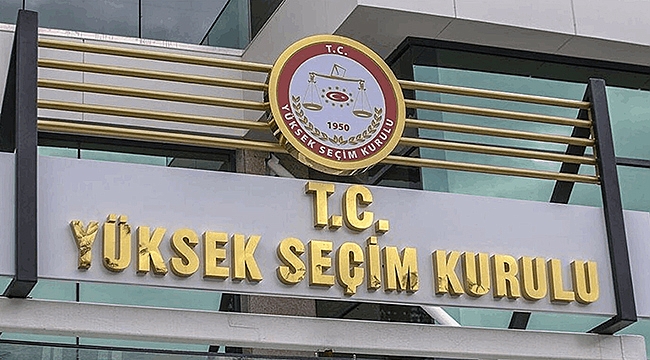 T.C.
1950
YÜKSEK SEÇİM KURULU
T.C.
YÜKSEK SEÇİM KURULU